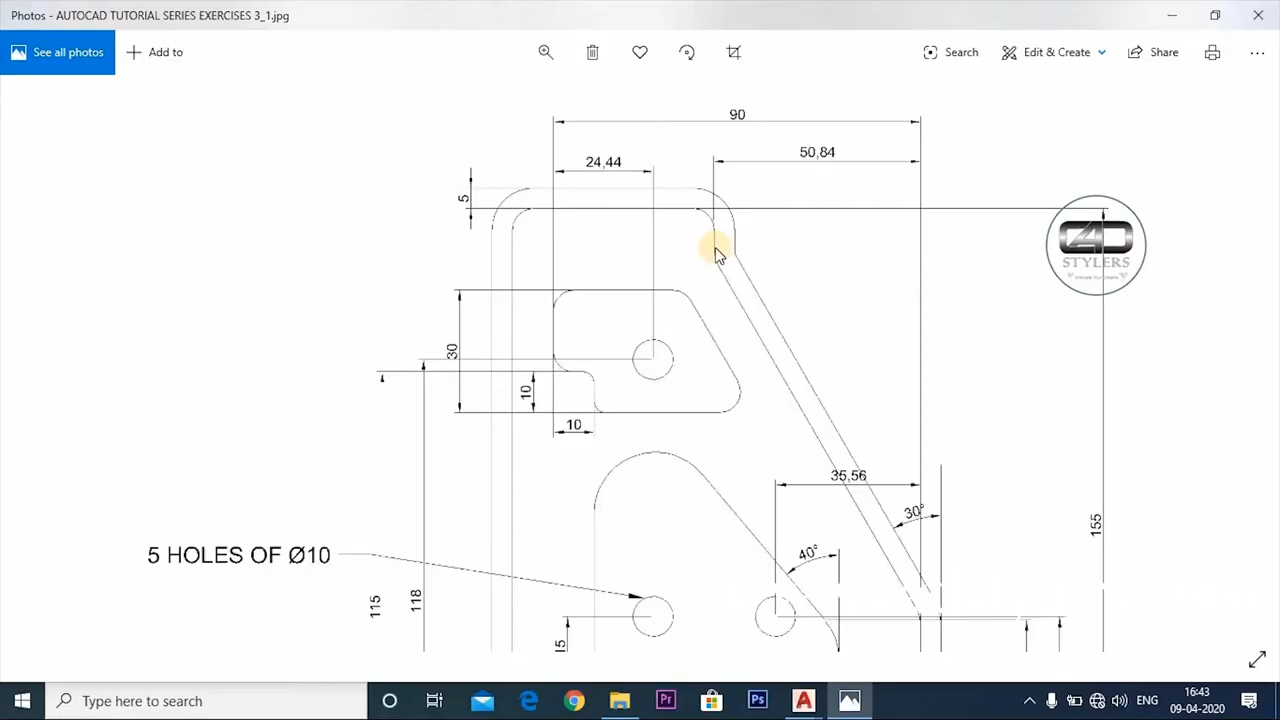 Photos - AUTOCAD TUTORIAL SERIES EXERCISES 3_1.jpg
See all photos
Add to
Search
Edit & Create
Share
90
24,44
50,84
5
STYLERS
30
10
10
35,56
30°
40°
155
5 HOLES OF Ø10
115
118
15
Type here to search
Pr
Ps
ENG
16:43
09-04-2020